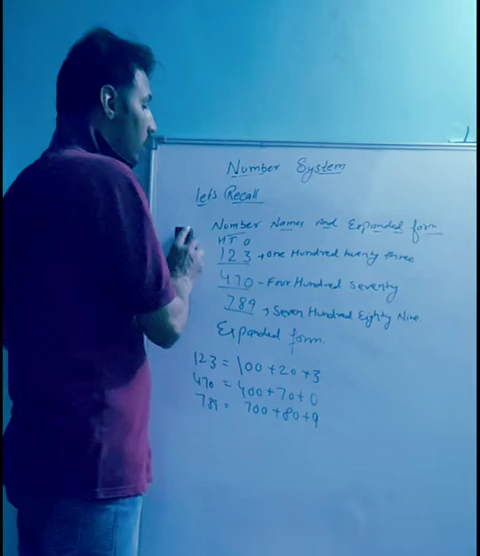 Number System
let's Recall
Number Names And Expanded form
H T O
123 → one Hundred twenty three
470 - Four Hundred Seventy
789 → Seven Hundred Eighty Nine.
Expanded form.
123 = 100+20+3
470 = 400+70+0
789 = 700+80+9